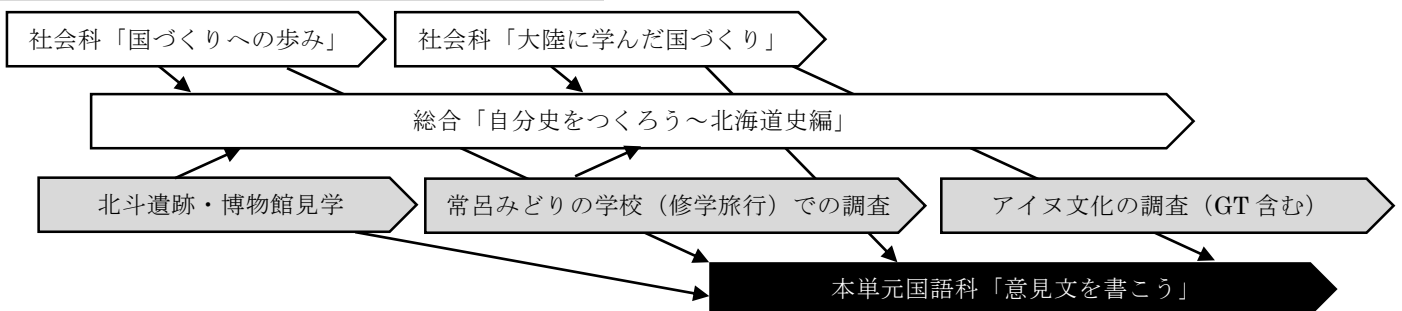 社会科「国づくりへの歩み」
社会科「大陸に学んだ国づくり」
総合「自分史をつくろう～北海道史編」
北斗遺跡・博物館見学
常呂みどりの学校（修学旅行）での調査
アイヌ文化の調査（GT 含む）
本単元国語科「意見文を書こう」